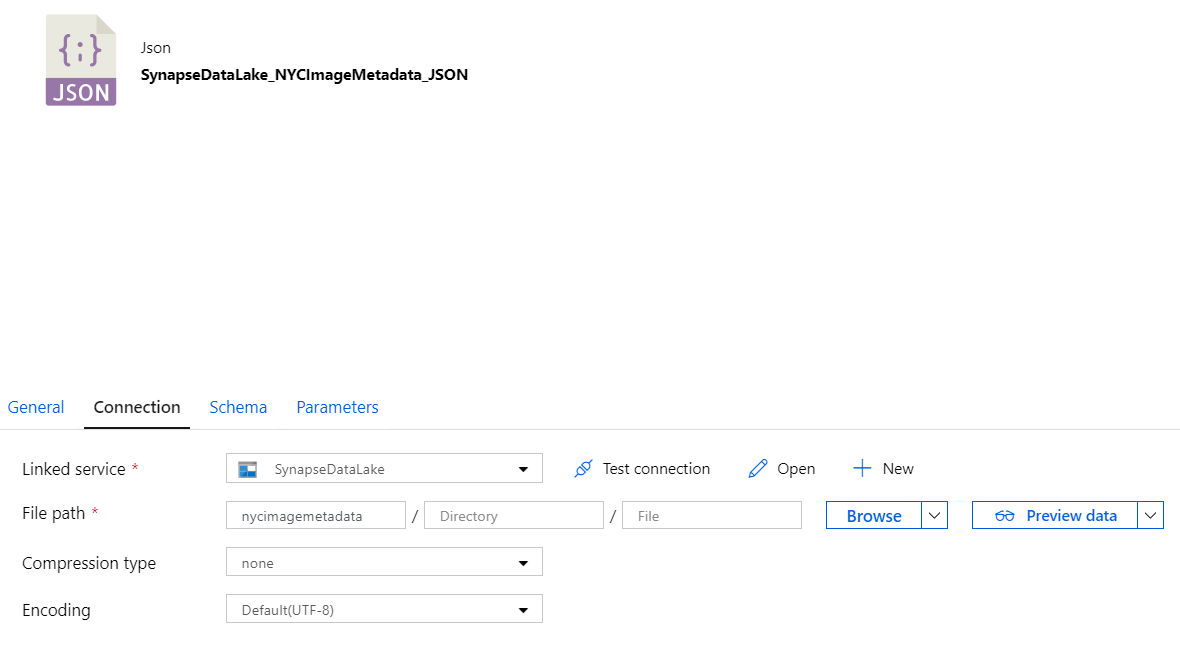 {;}
JSON
Json
SynapseDataLake_NYCImageMetadata_JSON
General Connection Schema Parameters
Linked service * SynapseDataLake Test connection Open New
File path * nycimagemetadata / Directory / File Browse Preview data
Compression type none
Encoding Default(UTF-8)